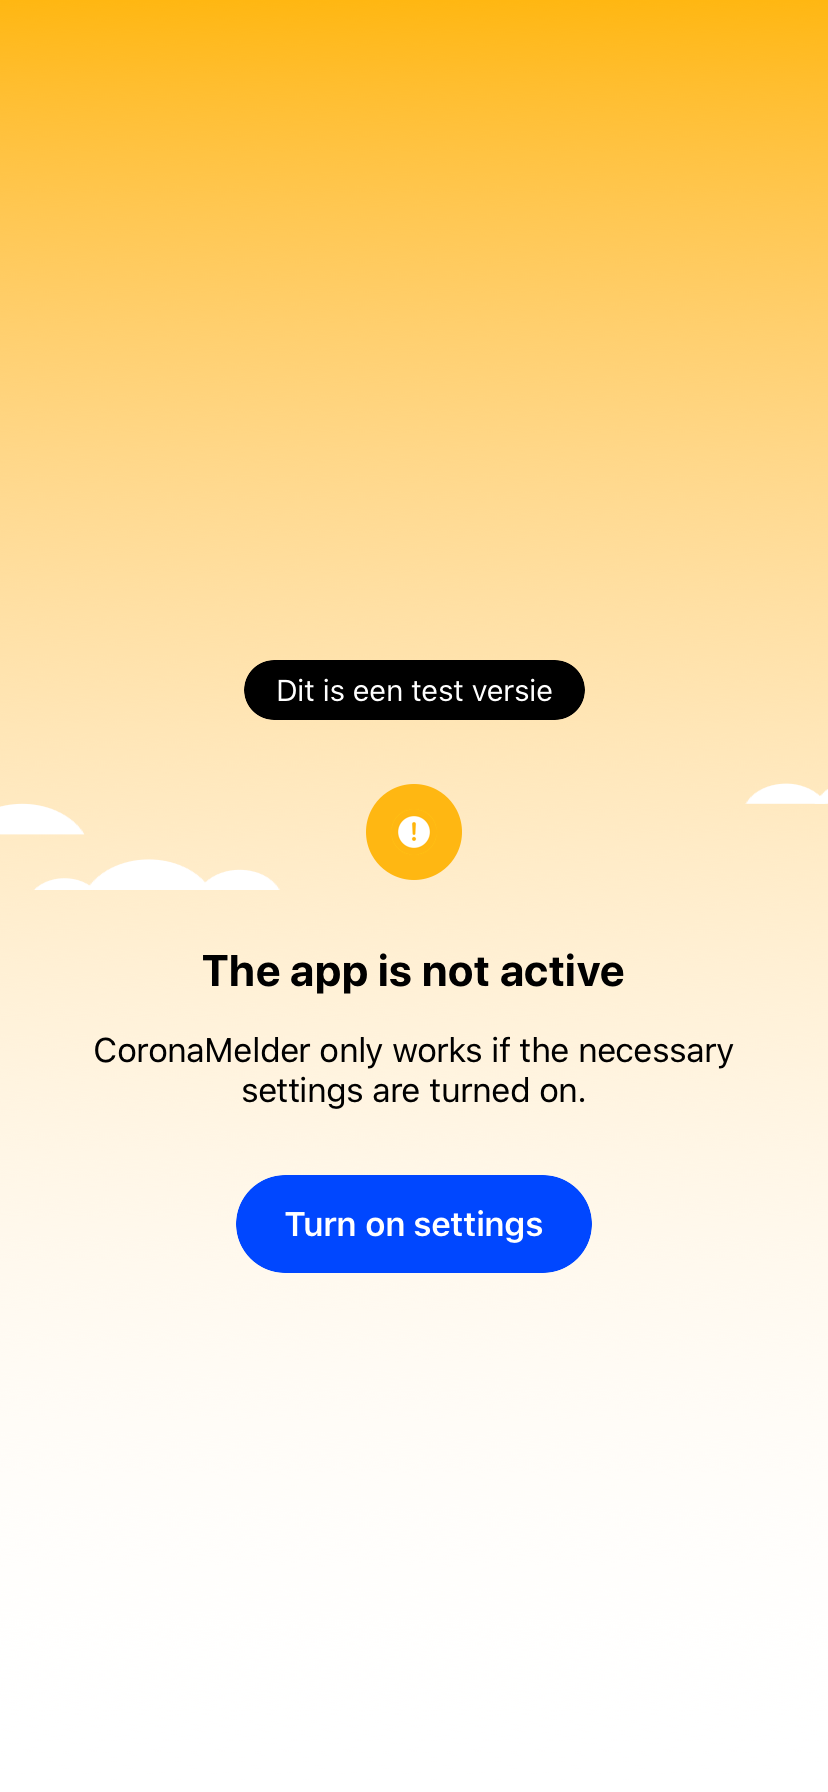 Dit is een test versie
The app is not active
CoronaMelder only works if the necessary
settings are turned on.
Turn on settings